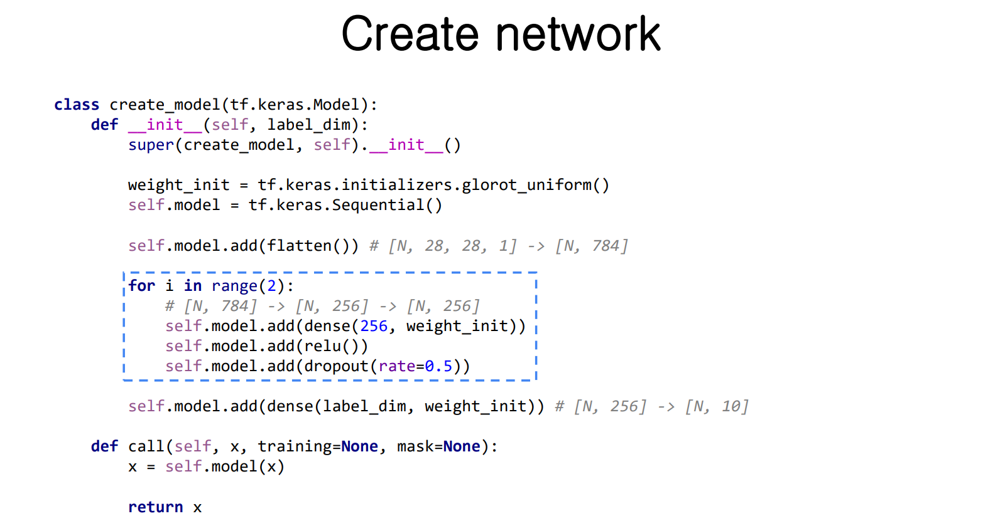 Create network
class create_model(tf.keras.Model):
def __init__(self, label_dim):
super(create_model, self).__init__()
weight_init = tf.keras.initializers.glorot_uniform()
self.model = tf.keras.Sequential()
self.model.add(flatten()) # [N, 28, 28, 1] -> [N, 784]
for i in range(2):
# [N, 784] -> [N, 256] -> [N, 256]
self.model.add(dense(256, weight_init))
self.model.add(relu())
self.model.add(dropout(rate=0.5))
self.model.add(dense(label_dim, weight_init)) # [N, 256] -> [N, 10]
def call(self, x, training=None, mask=None):
x = self.model(x)
return x